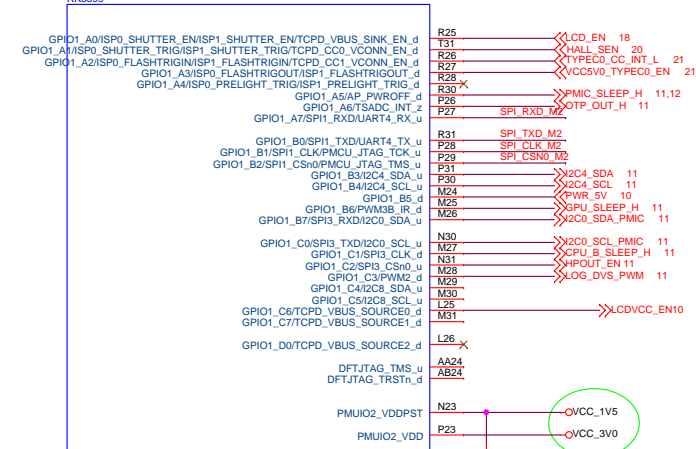 GPIO1_A0/ISP0_SHUTTER_EN/ISP1_SHUTTER_EN/TCPD_VBUS_SINK_EN_d R25 LCD_EN 18
GPIO1_A1/ISP0_SHUTTER_TRIG/ISP1_SHUTTER_TRIG/TCPD_CC0_VCONN_EN_d T31 HALL_SEN 20
GPIO1_A2/ISP0_FLASHTRIGIN/ISP1_FLASHTRIGIN/TCPD_CC1_VCONN_EN_d R26 TYPEC0_CC_INT_L 21
GPIO1_A3/ISP0_FLASHTRIGOUT/ISP1_FLASHTRIGOUT_d R27 VCC5V0_TYPEC0_EN 21
GPIO1_A4/ISP0_PRELIGHT_TRIG/ISP1_PRELIGHT_TRIG_d R28
GPIO1_A5/AP_PWROFF_d R30 PMIC_SLEEP_H 11,12
GPIO1_A6/TSADC_INT_z P26 OTP_OUT_H 11
GPIO1_A7/SPI1_RXD/UART4_RX_u P27 SPI_RXD_M2
GPIO1_B0/SPI1_TXD/UART4_TX_u R31 SPI_TXD_M2
GPIO1_B1/SPI1_CLK/PMCU_JTAG_TCK_u P28 SPI_CLK_M2
GPIO1_B2/SPI1_CSn0/PMCU_JTAG_TMS_u P29 SPI_CSN0_M2
GPIO1_B3/I2C4_SDA_u P31 I2C4_SDA 11
GPIO1_B4/I2C4_SCL_u P30 I2C4_SCL 11
GPIO1_B5_d M24 PWR_5V 10
GPIO1_B6/PWM3B_IR_d M25 GPU_SLEEP_H 11
GPIO1_B7/SPI3_RXD/I2C0_SDA_u M26 I2C0_SDA_PMIC 11
GPIO1_C0/SPI3_TXD/I2C0_SCL_u N30 I2C0_SCL_PMIC 11
GPIO1_C1/SPI3_CLK_d M27 CPU_B_SLEEP_H 11
GPIO1_C2/SPI3_CSn0_u N31 HPOUT_EN 11
GPIO1_C3/PWM2_d M28 LOG_DVS_PWM 11
GPIO1_C4/I2C8_SDA_u M29
GPIO1_C5/I2C8_SCL_u M30
GPIO1_C6/TCPD_VBUS_SOURCE0_d L25 LCDVCC_EN10
GPIO1_C7/TCPD_VBUS_SOURCE1_d M31
GPIO1_D0/TCPD_VBUS_SOURCE2_d L26
DFTJTAG_TMS_u AA24
DFTJTAG_TRSTn_d AB24
PMUIO2_VDDPST N23 VCC_1V5
PMUIO2_VDD P23 VCC_3V0